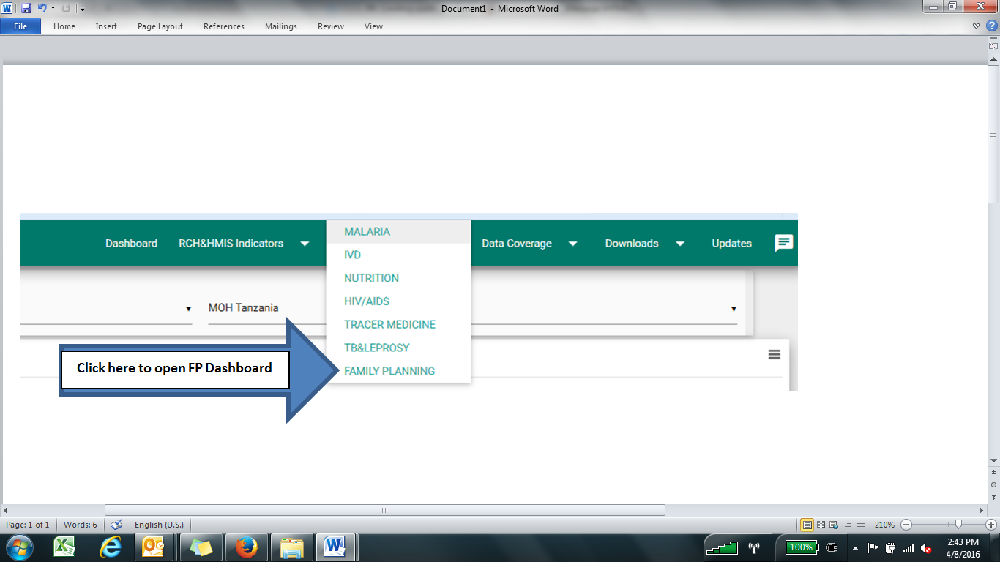 Document1 - Microsoft Word
File Home Insert Page Layout References Mailings Review View
MALARIA
Dashboard RCH&HMIS Indicators Data Coverage Downloads Updates
IVD
NUTRITION
HIV/AIDS
MOH Tanzania
TRACER MEDICINE
TB&LEPROSY
Click here to open FP Dashboard
FAMILY PLANNING
Page: 1 of 1 Words: 6 English (U.S.) 210%
100%
2:43 PM
4/8/2016